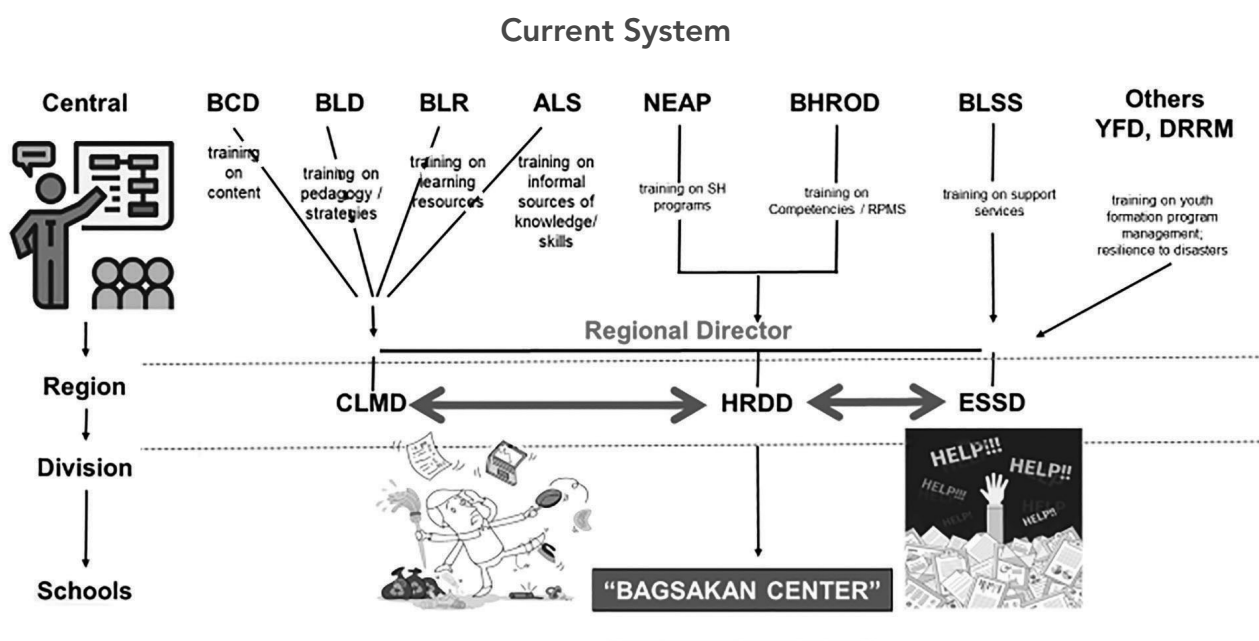 Current System
Central
BCD
BLD
BLR
ALS
NEAP
BHROD
BLSS
Others
YFD, DRRM
training
on
content
training on
pedagogy /
strategies
training on
learning
resources
training on
informal
sources of
knowledge/
skills
training on SH
programs
training on
Competencies / RPMS
training on support
services
training on youth
formation program
management;
resilience to disasters
Regional Director
Region
CLMD
HRDD
ESSD
Division
HELP!!!
HELP!!
HELP!!!
HELP!!
HELP!!
Schools
“BAGSAKAN CENTER”